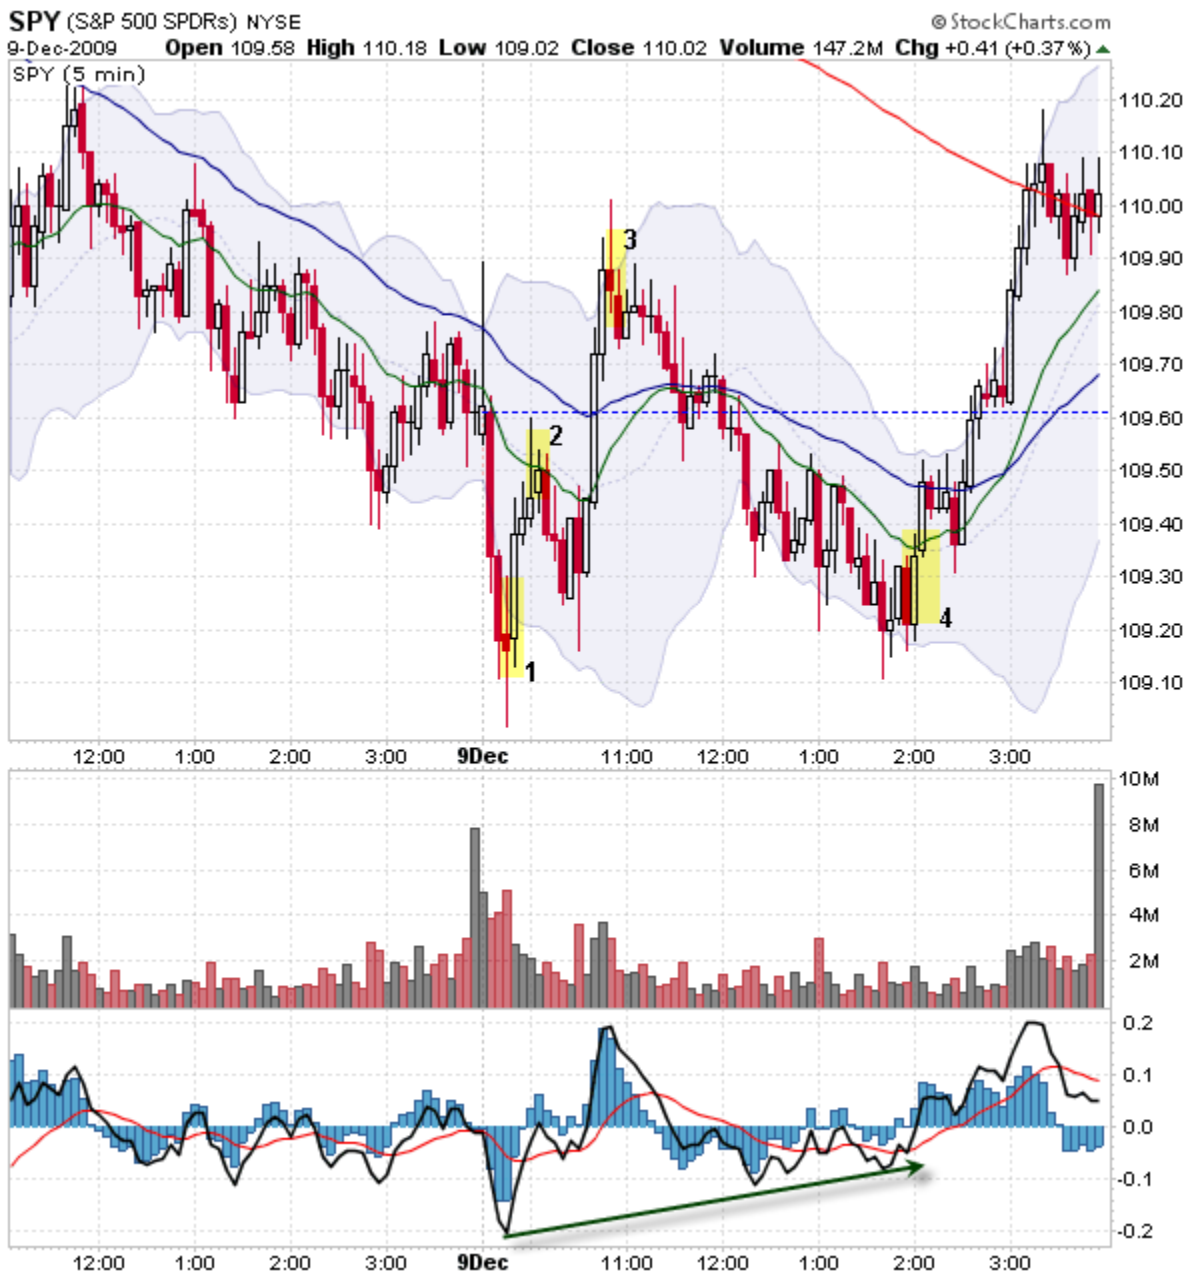 SPY (S&P 500 SPDRs) NYSE © StockCharts.com
9-Dec-2009 Open 109.58 High 110.18 Low 109.02 Close 110.02 Volume 147.2M Chg +0.41 (+0.37%) ▲
SPY (5 min)
110.20
110.10
110.00
109.90
109.80
109.70
109.60
109.50
109.40
109.30
109.20
109.10
3
2
4
1
12:00 1:00 2:00 3:00 9Dec 11:00 12:00 1:00 2:00 3:00
10M
8M
6M
4M
2M
0.2
0.1
0.0
-0.1
-0.2
12:00 1:00 2:00 3:00 9Dec 11:00 12:00 1:00 2:00 3:00